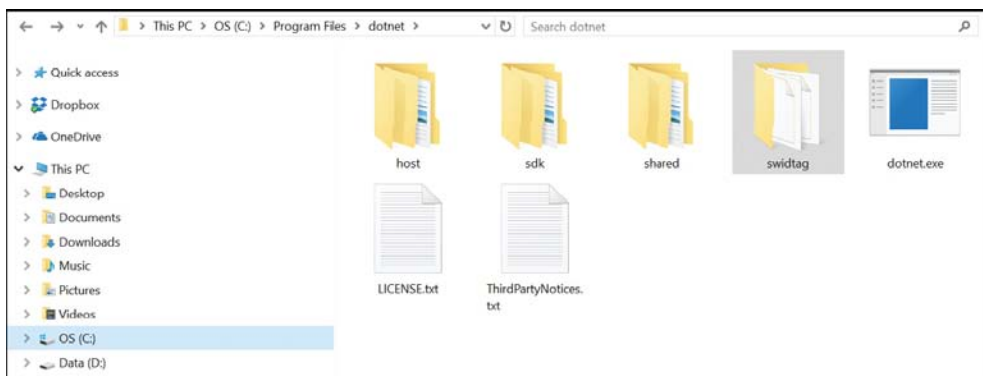 This PC > OS (C:) > Program Files > dotnet >
Search dotnet
Quick access
Dropbox
OneDrive
This PC
Desktop
Documents
Downloads
Music
Pictures
Videos
OS (C:)
Data (D:)
host
sdk
shared
swidtag
dotnet.exe
LICENSE.txt
ThirdPartyNotices.
txt